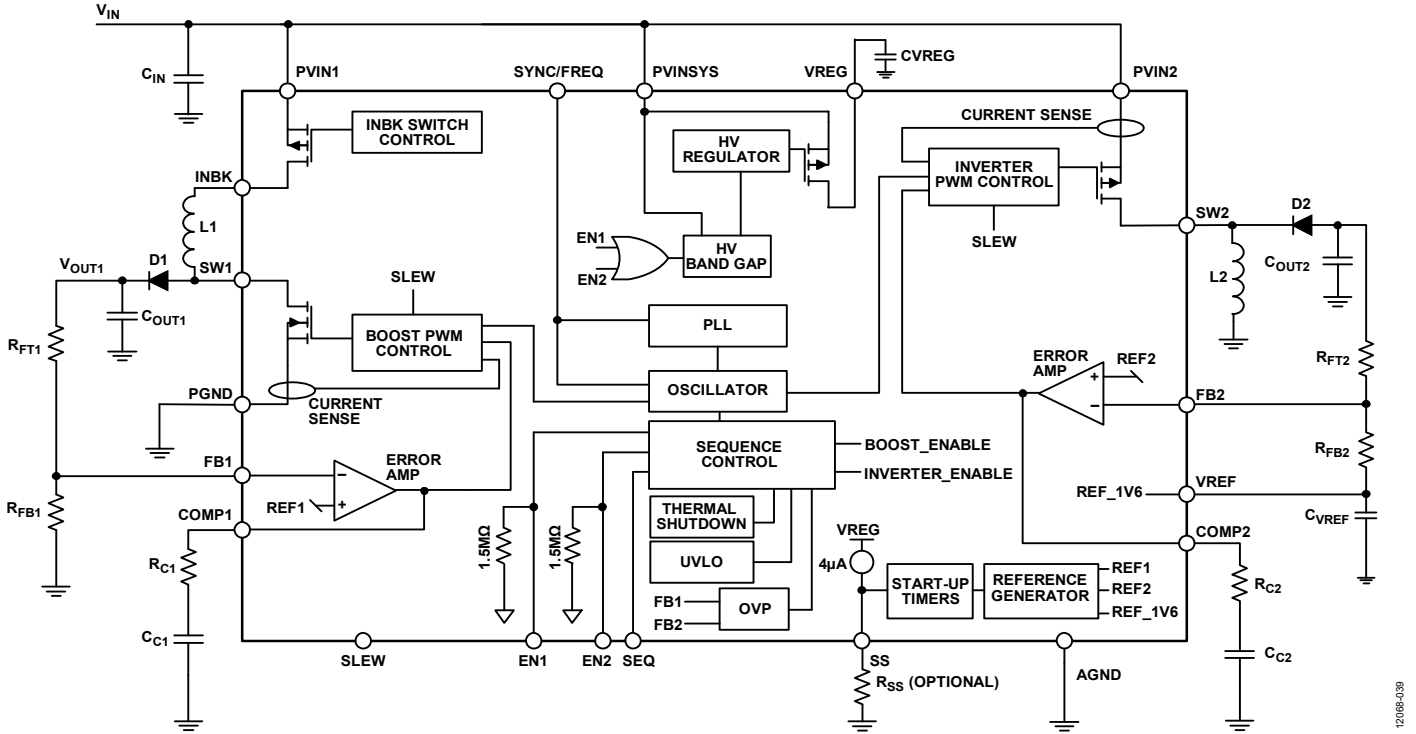 VIN
CIN
PVIN1
SYNC/FREQ
PVINSYS
VREG
CVREG
PVIN2
INBK SWITCH
CONTROL
HV
REGULATOR
CURRENT SENSE
INVERTER
PWM CONTROL
INBK
L1
EN1
EN2
HV
BAND GAP
SLEW
SW2
D2
L2
COUT2
VOUT1
D1
SW1
COUT1
SLEW
BOOST PWM
CONTROL
PLL
RFT1
OSCILLATOR
ERROR
AMP
REF2
RFT2
PGND
CURRENT
SENSE
FB2
SEQUENCE
CONTROL
BOOST_ENABLE
INVERTER_ENABLE
RFB2
FB1
ERROR
AMP
REF1
RFB1
COMP1
REF_1V6
VREF
CVREF
THERMAL
SHUTDOWN
UVLO
1.5MΩ
1.5MΩ
VREG
4µA
COMP2
RC1
START-UP
TIMERS
REFERENCE
GENERATOR
REF1
REF2
REF_1V6
RC2
FB1
FB2
OVP
CC1
SLEW
EN1
EN2
SEQ
SS
RSS (OPTIONAL)
AGND
CC2
12068-039